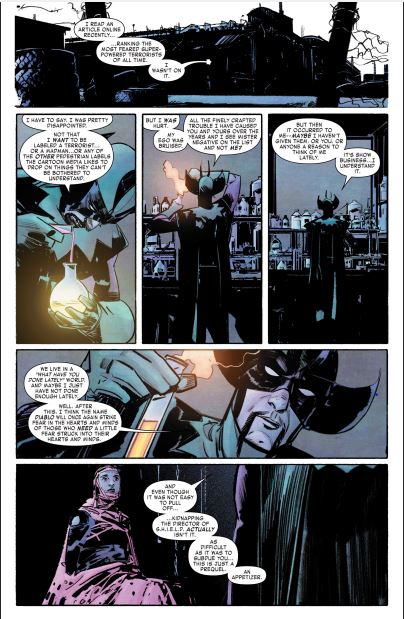 I READ AN
ARTICLE ONLINE
RECENTLY...
...RANKING THE
MOST FEARED SUPER-
POWERED TERRORISTS
OF ALL TIME.
I
WASN'T ON
IT.
I HAVE TO SAY, I WAS PRETTY
DISAPPOINTED.
NOT THAT
I WANT TO BE
LABELED A TERRORIST...
OR A MADMAN...OR ANY OF
THE OTHER PEDESTRIAN LABELS
THE CARTOON MEDIA LIKES TO
DROP ON THINGS THEY CAN'T
BE BOTHERED TO
UNDERSTAND.
BUT I WAS
HURT.
MY
EGO WAS
BRUISED.
ALL THE FINELY CRAFTED
TROUBLE I HAVE CAUSED
YOU AND YOURS OVER THE
YEARS AND I SEE MISTER
NEGATIVE ON THE LIST
AND NOT ME?
BUT THEN
IT OCCURRED TO
ME--MAYBE I HAVEN'T
GIVEN THEM, OR YOU, OR
ANYONE A REASON TO
THINK OF ME
LATELY.
IT'S SHOW
BUSINESS...I
UNDERSTAND
IT.
WE LIVE IN A
"WHAT HAVE YOU
DONE LATELY" WORLD.
AND MAYBE I JUST
HAVE NOT DONE
ENOUGH LATELY.
WELL, AFTER
THIS, I THINK THE NAME
DIABLO WILL ONCE AGAIN STRIKE
FEAR IN THE HEARTS AND MINDS
OF THOSE WHO NEED A LITTLE
FEAR STRUCK INTO THEIR
HEARTS AND MINDS.
AND
EVEN THOUGH
IT WAS NOT EASY
TO PULL
OFF...
...KIDNAPPING
THE DIRECTOR OF
S.H.I.E.L.D. ACTUALLY
ISN'T IT.
AS
DIFFICULT
AS IT WAS TO
SUBDUE YOU...
THIS IS JUST A
PREQUEL.
AN
APPETIZER.